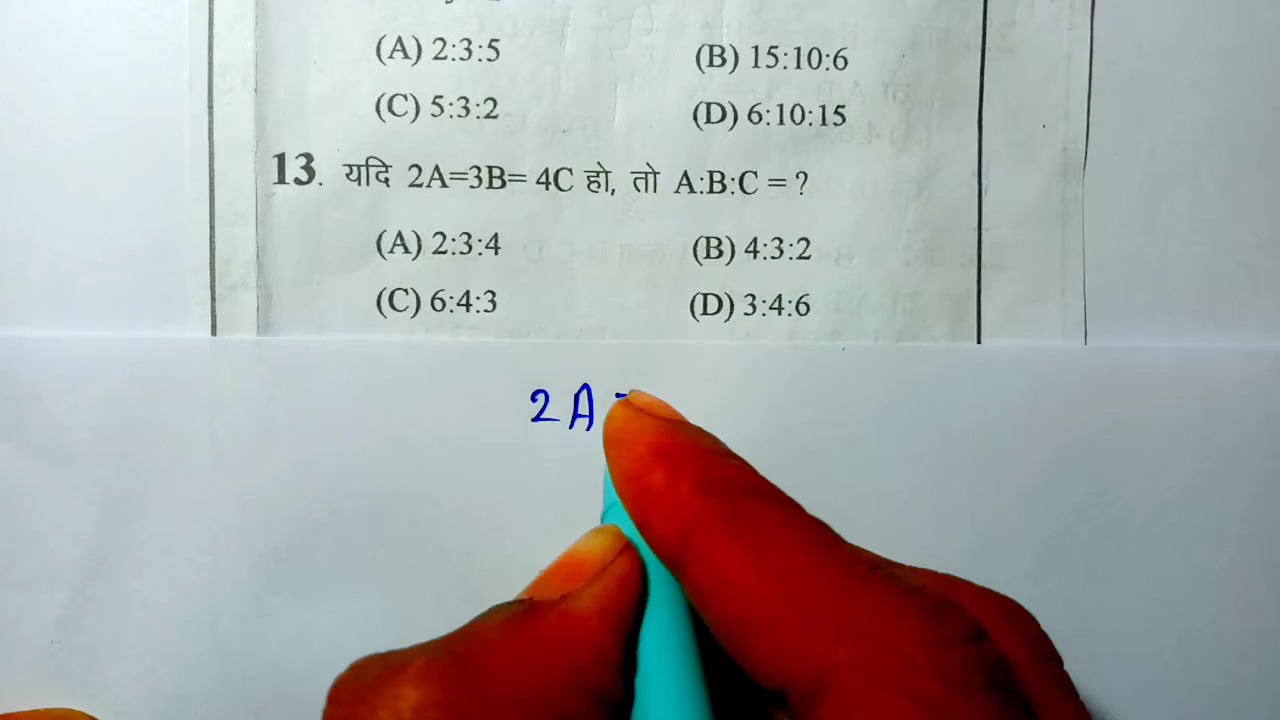 (A) 2:3:5 (B) 15:10:6
(C) 5:3:2 (D) 6:10:15
13. यदि 2A=3B= 4C हो, तो A:B:C = ?
(A) 2:3:4 (B) 4:3:2
(C) 6:4:3 (D) 3:4:6
2A =